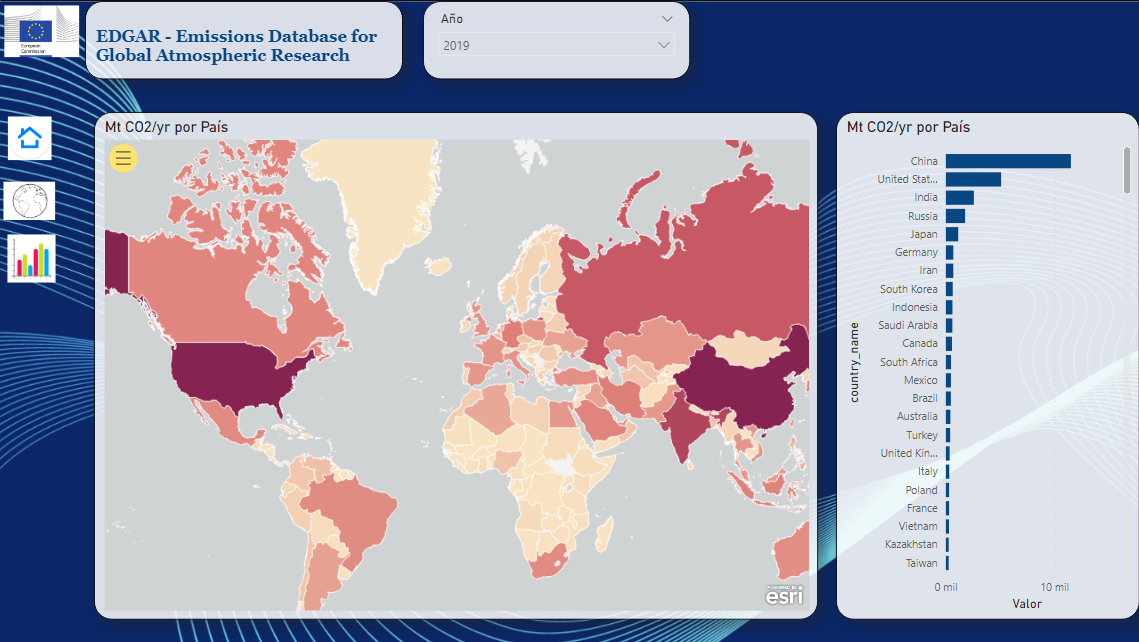 European
Commission
EDGAR - Emissions Database for
Global Atmospheric Research
Año
2019
Mt CO2/yr por País
POWERED BY
esri
Mt CO2/yr por País
country_name
China
United Stat...
India
Russia
Japan
Germany
Iran
South Korea
Indonesia
Saudi Arabia
Canada
South Africa
Mexico
Brazil
Australia
Turkey
United Kin...
Italy
Poland
France
Vietnam
Kazakhstan
Taiwan
0 mil 10 mil
Valor